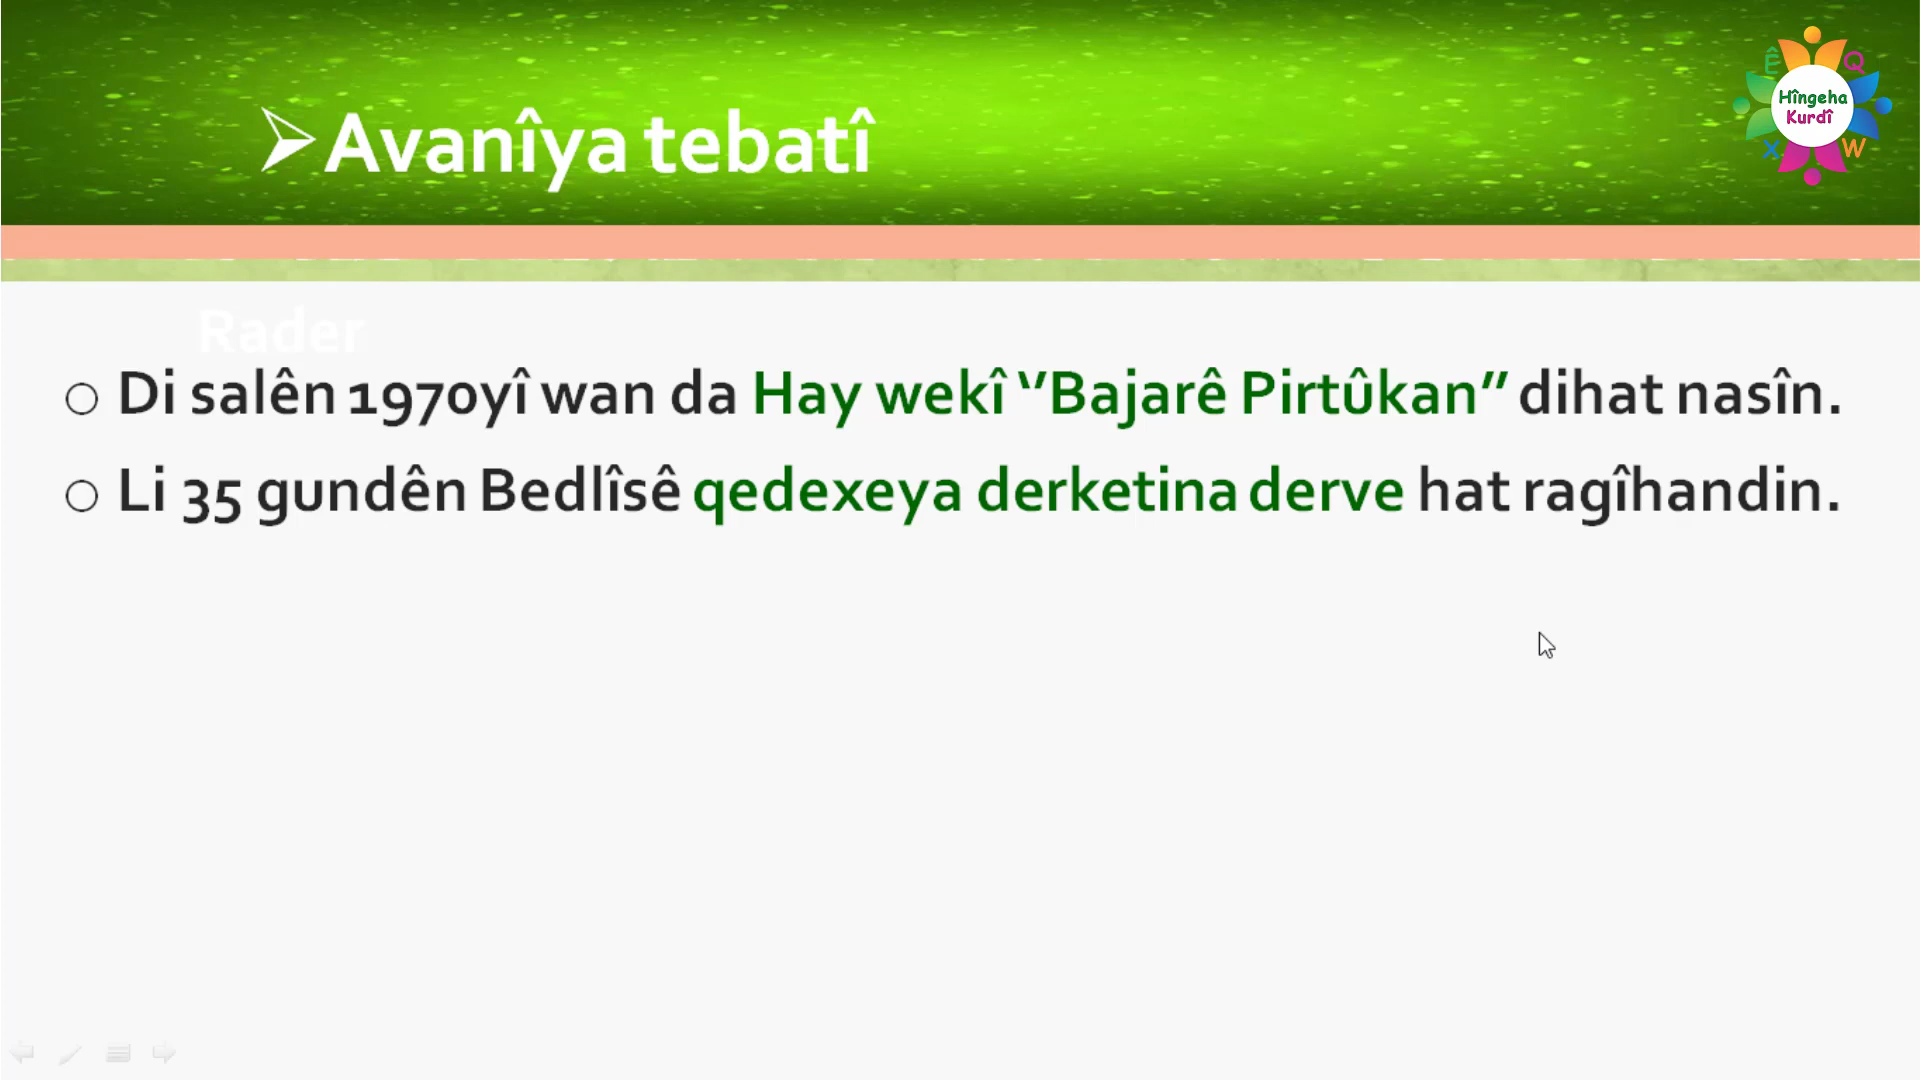 ➢Avanîya tebatî
Ê Q
Hîngeha
Kurdî
X W
Rader
○ Di salên 1970yî wan da Hay wekî ‘’Bajarê Pirtûkan’’ dihat nasîn.
○ Li 35 gundên Bedlîsê qedexeya derketina derve hat ragîhandin.